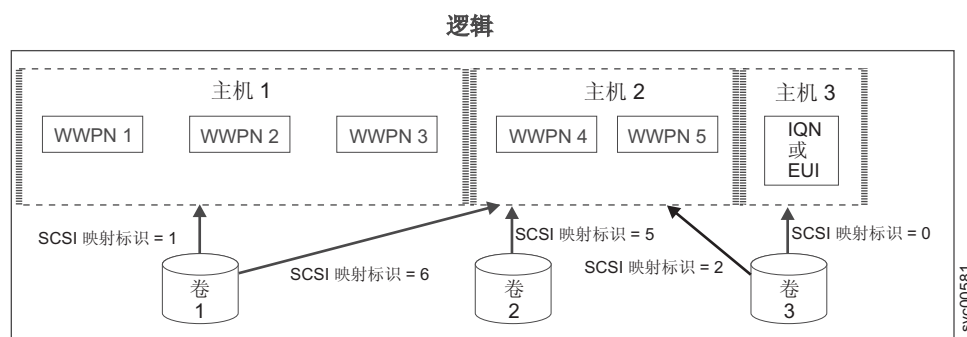 逻辑
主机 1
主机 2
主机 3
WWPN 1
WWPN 2
WWPN 3
WWPN 4
WWPN 5
IQN
或
EUI
SCSI 映射标识 = 1
SCSI 映射标识 = 6
SCSI 映射标识 = 5
SCSI 映射标识 = 2
SCSI 映射标识 = 0
卷
1
卷
2
卷
3
svc00581